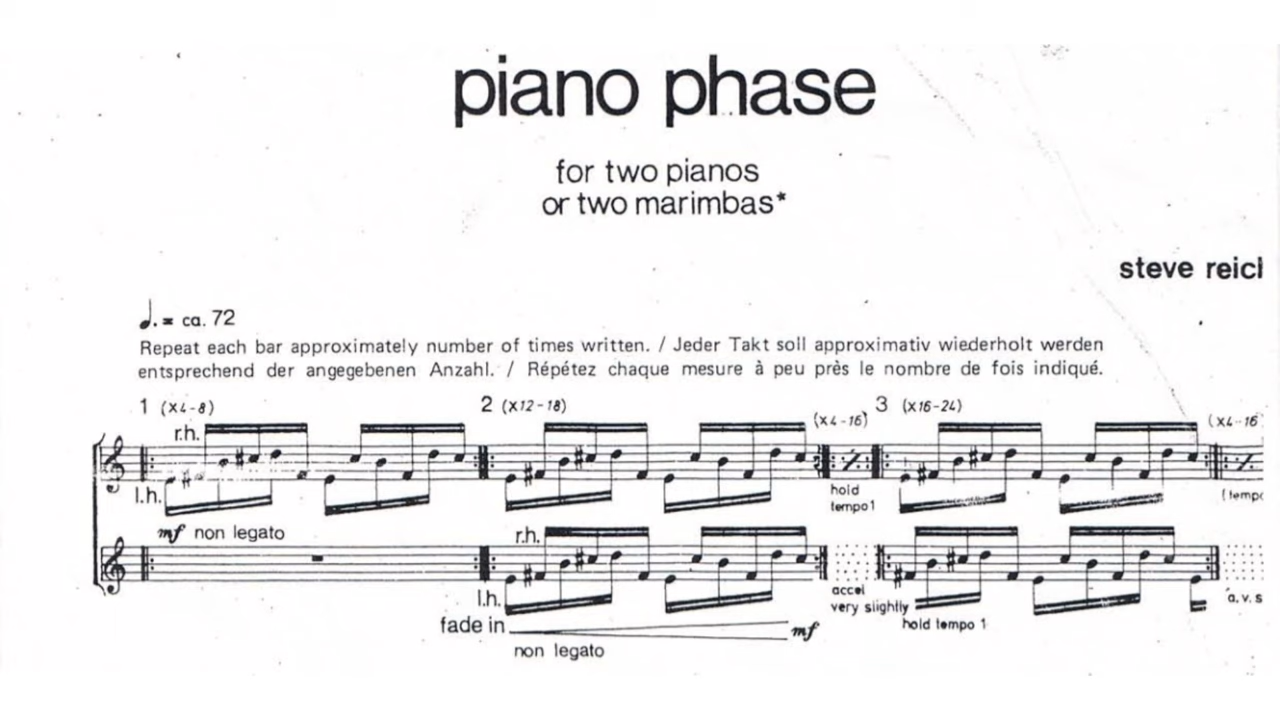 piano phase
for two pianos
or two marimbas*
steve reicl
♩. = ca. 72
Repeat each bar approximately number of times written. / Jeder Takt soll approximativ wiederholt werden
entsprechend der angegebenen Anzahl. / Répétez chaque mesure à peu près le nombre de fois indiqué.
1 (x4-8) 2 (x12-18) (x4-16) 3 (x16-24) (x4-16
r.h.
l.h.
hold
tempo1
(tempo
mf non legato
r.h.
l.h.
accel
very slightly
hold tempo 1
a.v.s
fade in mf
non legato